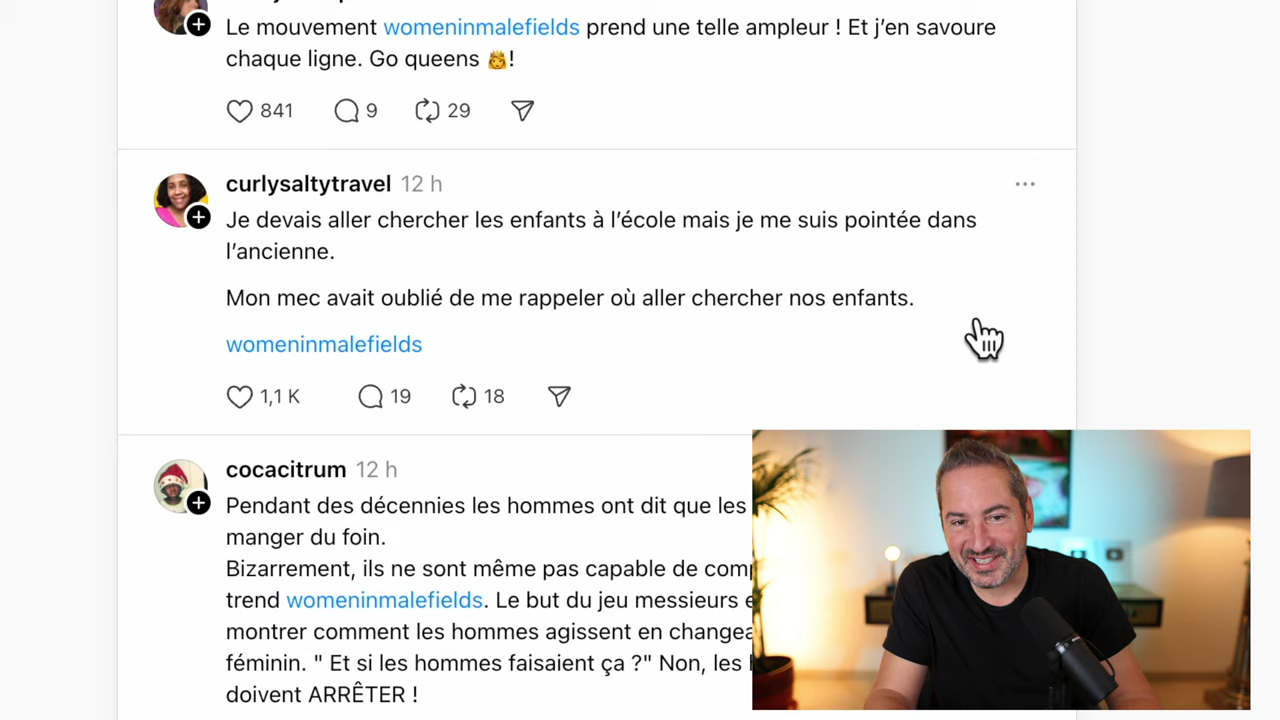 Le mouvement womeninmalefields prend une telle ampleur ! Et j’en savoure
chaque ligne. Go queens 👸!
841 9 29
curlysaltytravel 12 h
Je devais aller chercher les enfants à l’école mais je me suis pointée dans
l’ancienne.
Mon mec avait oublié de me rappeler où aller chercher nos enfants.
womeninmalefields
1,1 K 19 18
cocacitrum 12 h
Pendant des décennies les hommes ont dit que les
manger du foin.
Bizarrement, ils ne sont même pas capable de
trend womeninmalefields. Le but du jeu messieurs
montrer comment les hommes agissent en
féminin. " Et si les hommes faisaient ça ?" Non, les
doivent ARRÊTER !